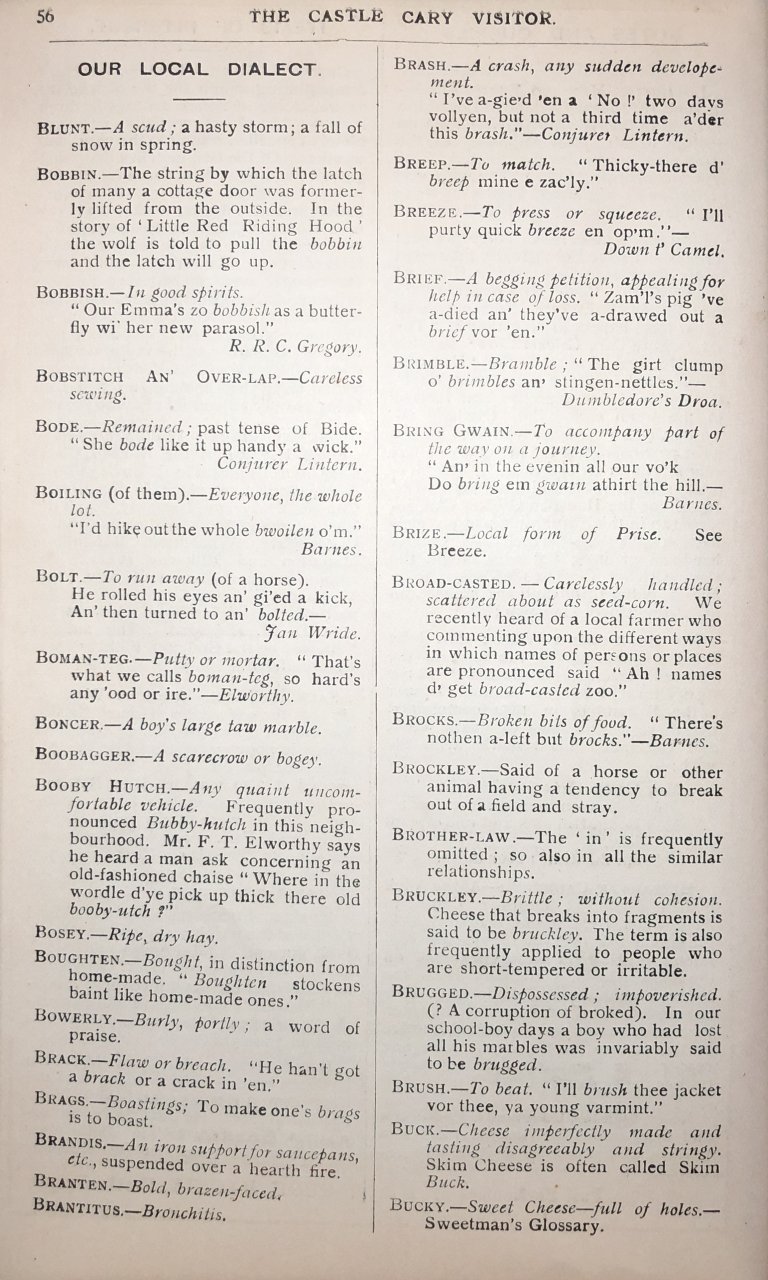 56
THE CASTLE CARY VISITOR.
OUR LOCAL DIALECT.
BLUNT.—A scud; a hasty storm; a fall of
snow in spring.
BOBBIN.—The string by which the latch
of many a cottage door was former-
ly lifted from the outside. In the
story of ‘Little Red Riding Hood’
the wolf is told to pull the bobbin
and the latch will go up.
BOBBISH.—In good spirits.
“Our Emma's zo bobbish as a butter-
fly wi' her new parasol.”
R. R. C. Gregory.
BOBSTITCH AN' OVER-LAP.—Careless
sewing.
BODE.—Remained; past tense of Bide.
“She bode like it up handy a wick.”
Conjurer Lintern.
BOILING (of them).—Everyone, the whole
lot.
“I'd hike out the whole bwoilen o'm.”
Barnes.
BOLT.—To run away (of a horse).
He rolled his eyes an' gi'ed a kick,
An' then turned to an' bolted.—
Jan Wride.
BOMAN-TEG.—Putty or mortar. “That's
what we calls boman-teg, so hard's
any 'ood or ire.”—Elworthy.
BONCER.—A boy's large taw marble.
BOOBAGGER.—A scarecrow or bogey.
BOOBY HUTCH.—Any quaint uncom-
fortable vehicle. Frequently pro-
nounced Bubby-hutch in this neigh-
bourhood. Mr. F. T. Elworthy says
he heard a man ask concerning an
old-fashioned chaise “Where in the
wordle d'ye pick up thick there old
booby-utch ?”
BOSEY.—Ripe, dry hay.
BOUGHTEN.—Bought, in distinction from
home-made. “Boughten stockens
baint like home-made ones.”
BOWERLY.—Burly, portly; a word of
praise.
BRACK.—Flaw or breach. “He han't got
a brack or a crack in 'en.”
BRAGS.—Boastings; To make one's brags
is to boast.
BRANDIS.—An iron support for saucepans,
etc., suspended over a hearth fire.
BRANTEN.—Bold, brazen-faced.
BRANTITUS.—Bronchitis.
BRASH.—A crash, any sudden develope-
ment.
“I've a-gie'd 'en a ‘No !’ two days
vollyen, but not a third time a'der
this brash.”—Conjurer Lintern.
BREEP.—To match. “Thicky-there d'
breep mine e zac'ly.”
BREEZE.—To press or squeeze. “I'll
purty quick breeze en op'm.”—
Down t' Camel.
BRIEF.—A begging petition, appealing for
help in case of loss. “Zam'l's pig 've
a-died an' they've a-drawed out a
brief vor 'en.”
BRIMBLE.—Bramble; “The girt clump
o' brimbles an' stingen-nettles.”—
Dumbledore's Droa.
BRING GWAIN.—To accompany part of
the way on a journey.
“An' in the evenin all our vo'k
Do bring em gwain athirt the hill.—
Barnes.
BRIZE.—Local form of Prise. See
Breeze.
BROAD-CASTED.—Carelessly handled;
scattered about as seed-corn. We
recently heard of a local farmer who
commenting upon the different ways
in which names of persons or places
are pronounced said “Ah ! names
d' get broad-casted zoo.”
BROCKS.—Broken bits of food. “There's
nothen a-left but brocks.”—Barnes.
BROCKLEY.—Said of a horse or other
animal having a tendency to break
out of a field and stray.
BROTHER-LAW.—The ‘in’ is frequently
omitted; so also in all the similar
relationships.
BRUCKLEY.—Brittle; without cohesion.
Cheese that breaks into fragments is
said to be bruckley. The term is also
frequently applied to people who
are short-tempered or irritable.
BRUGGED.—Dispossessed; impoverished.
(? A corruption of broked). In our
school-boy days a boy who had lost
all his marbles was invariably said
to be brugged.
BRUSH.—To beat. “I'll brush thee jacket
vor thee, ya young varmint.”
BUCK.—Cheese imperfectly made and
tasting disagreeably and stringy.
Skim Cheese is often called Skim
Buck.
BUCKY.—Sweet Cheese—full of holes.—
Sweetman's Glossary.